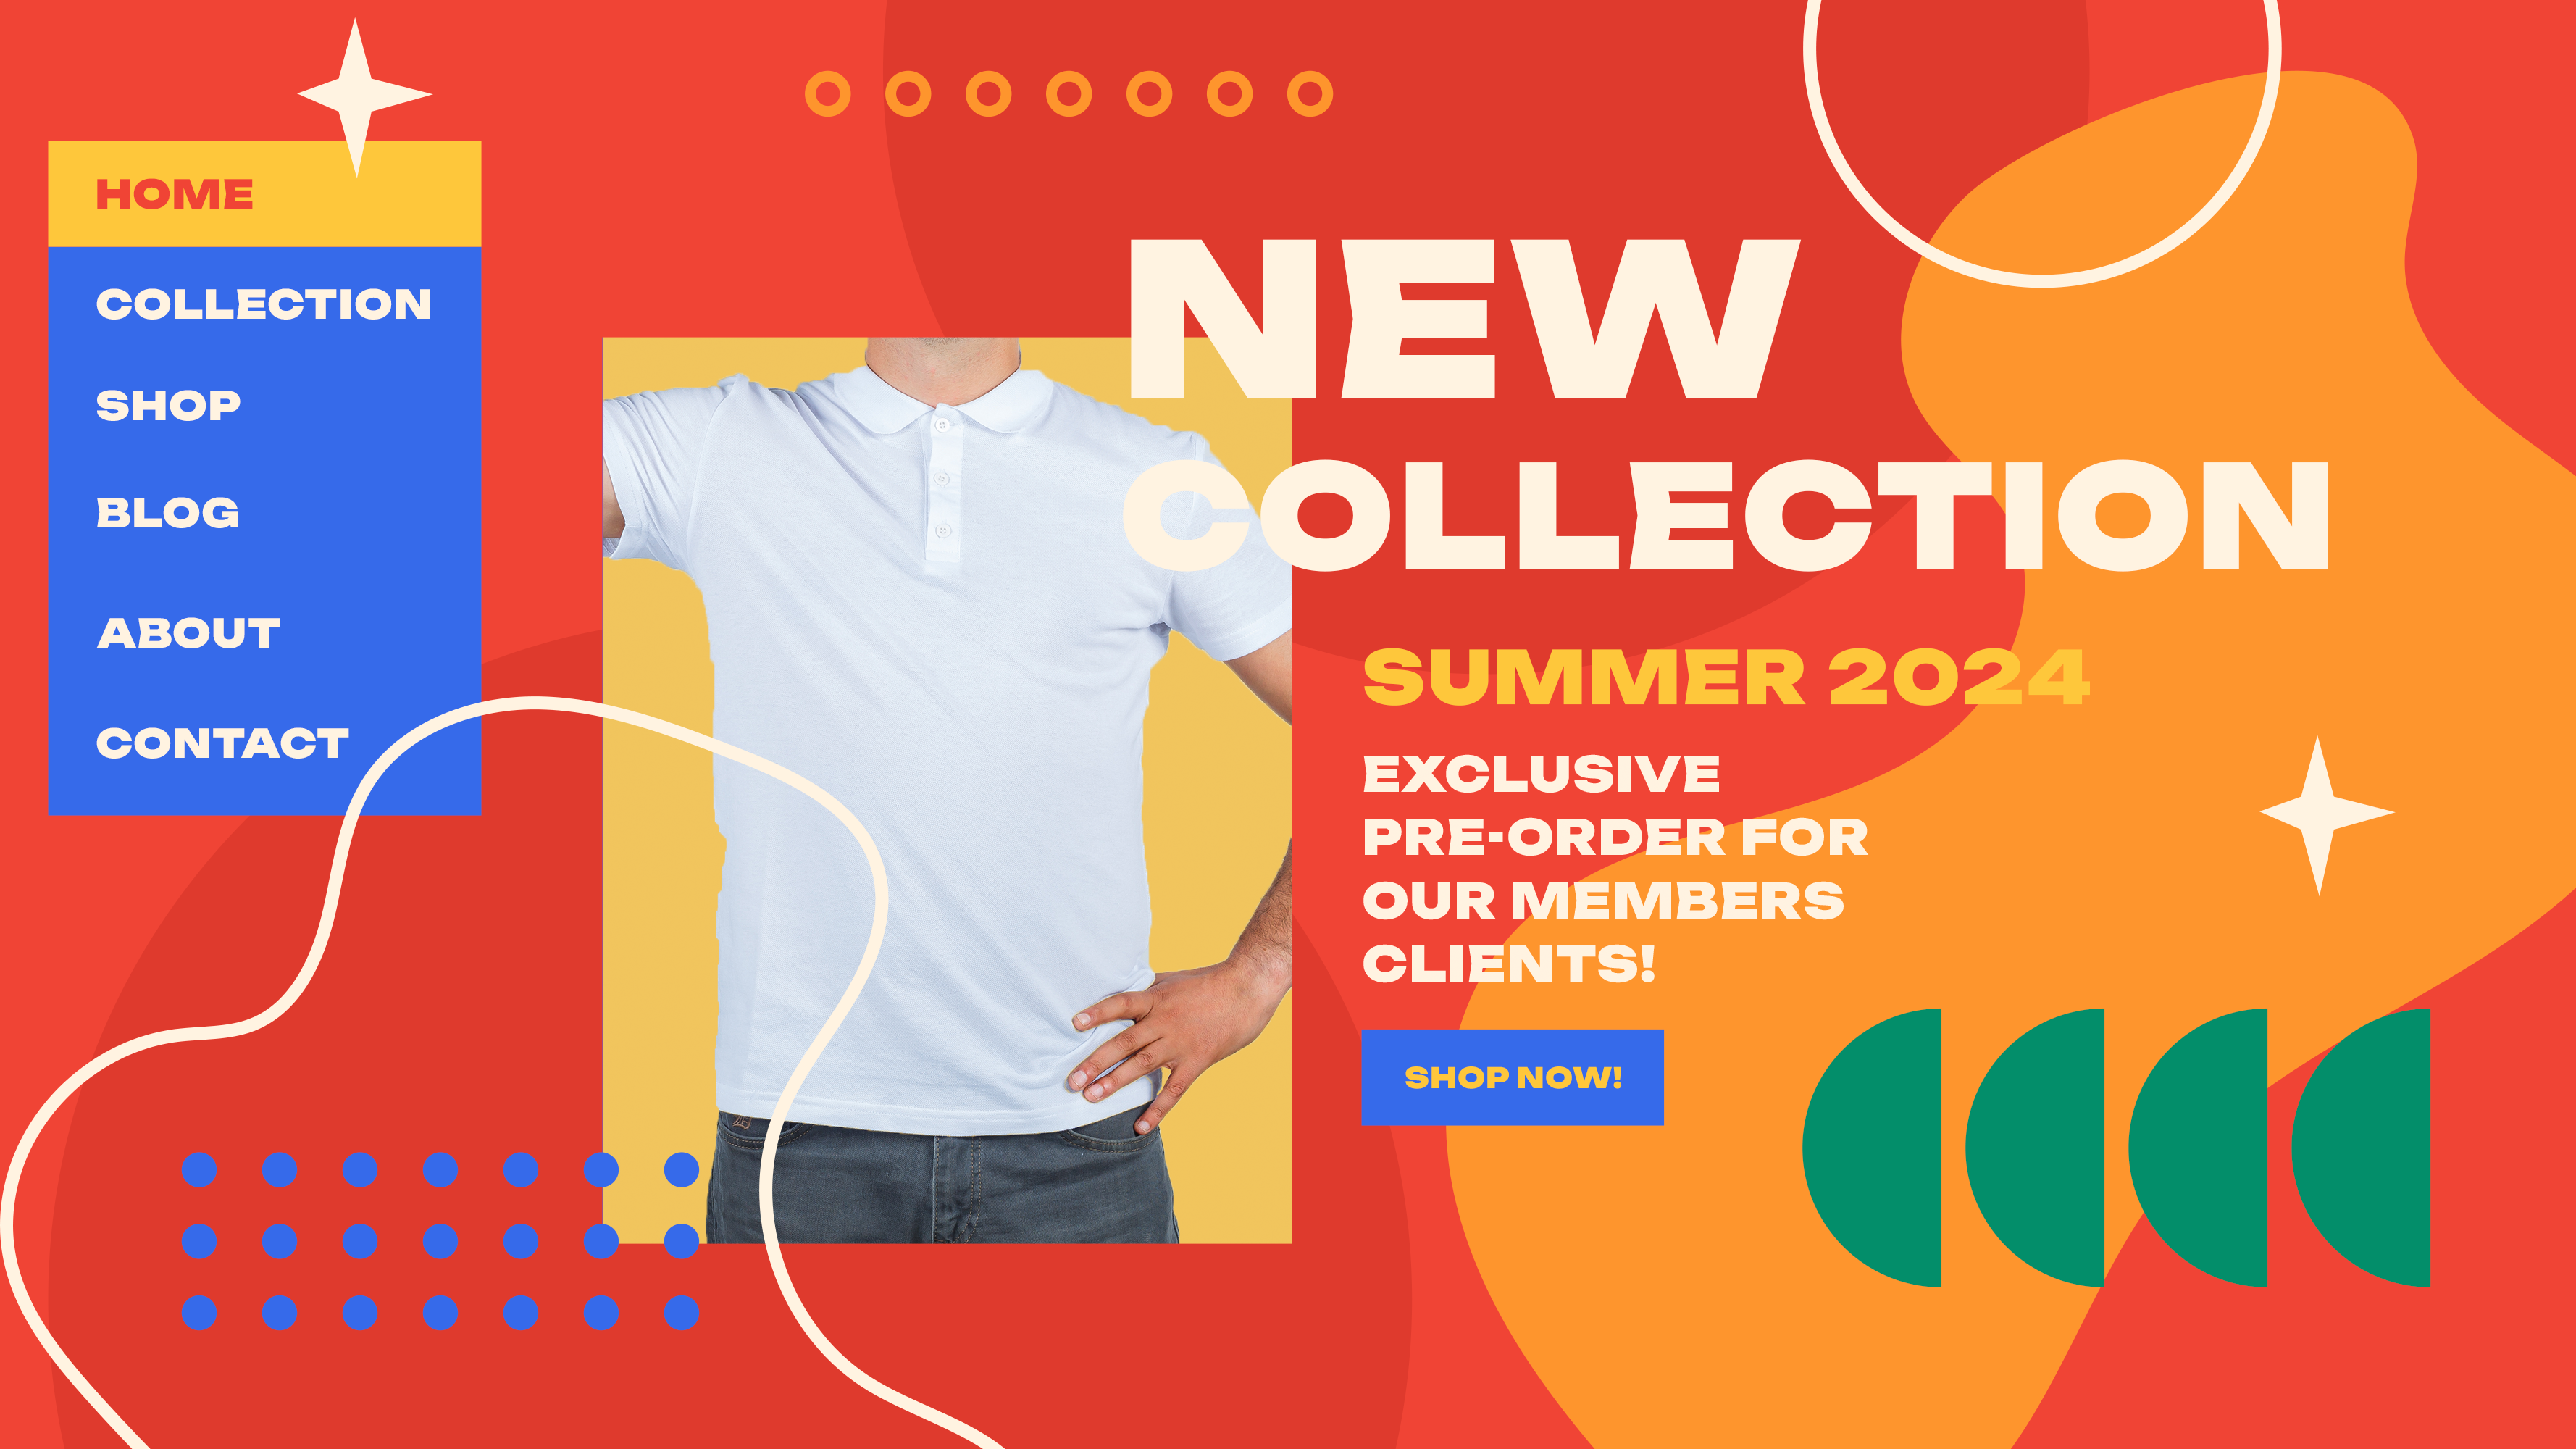 HOME
COLLECTION
SHOP
BLOG
ABOUT
CONTACT
NEW
COLLECTION
SUMMER 2024
EXCLUSIVE
PRE-ORDER FOR
OUR MEMBERS
CLIENTS!
SHOP NOW!